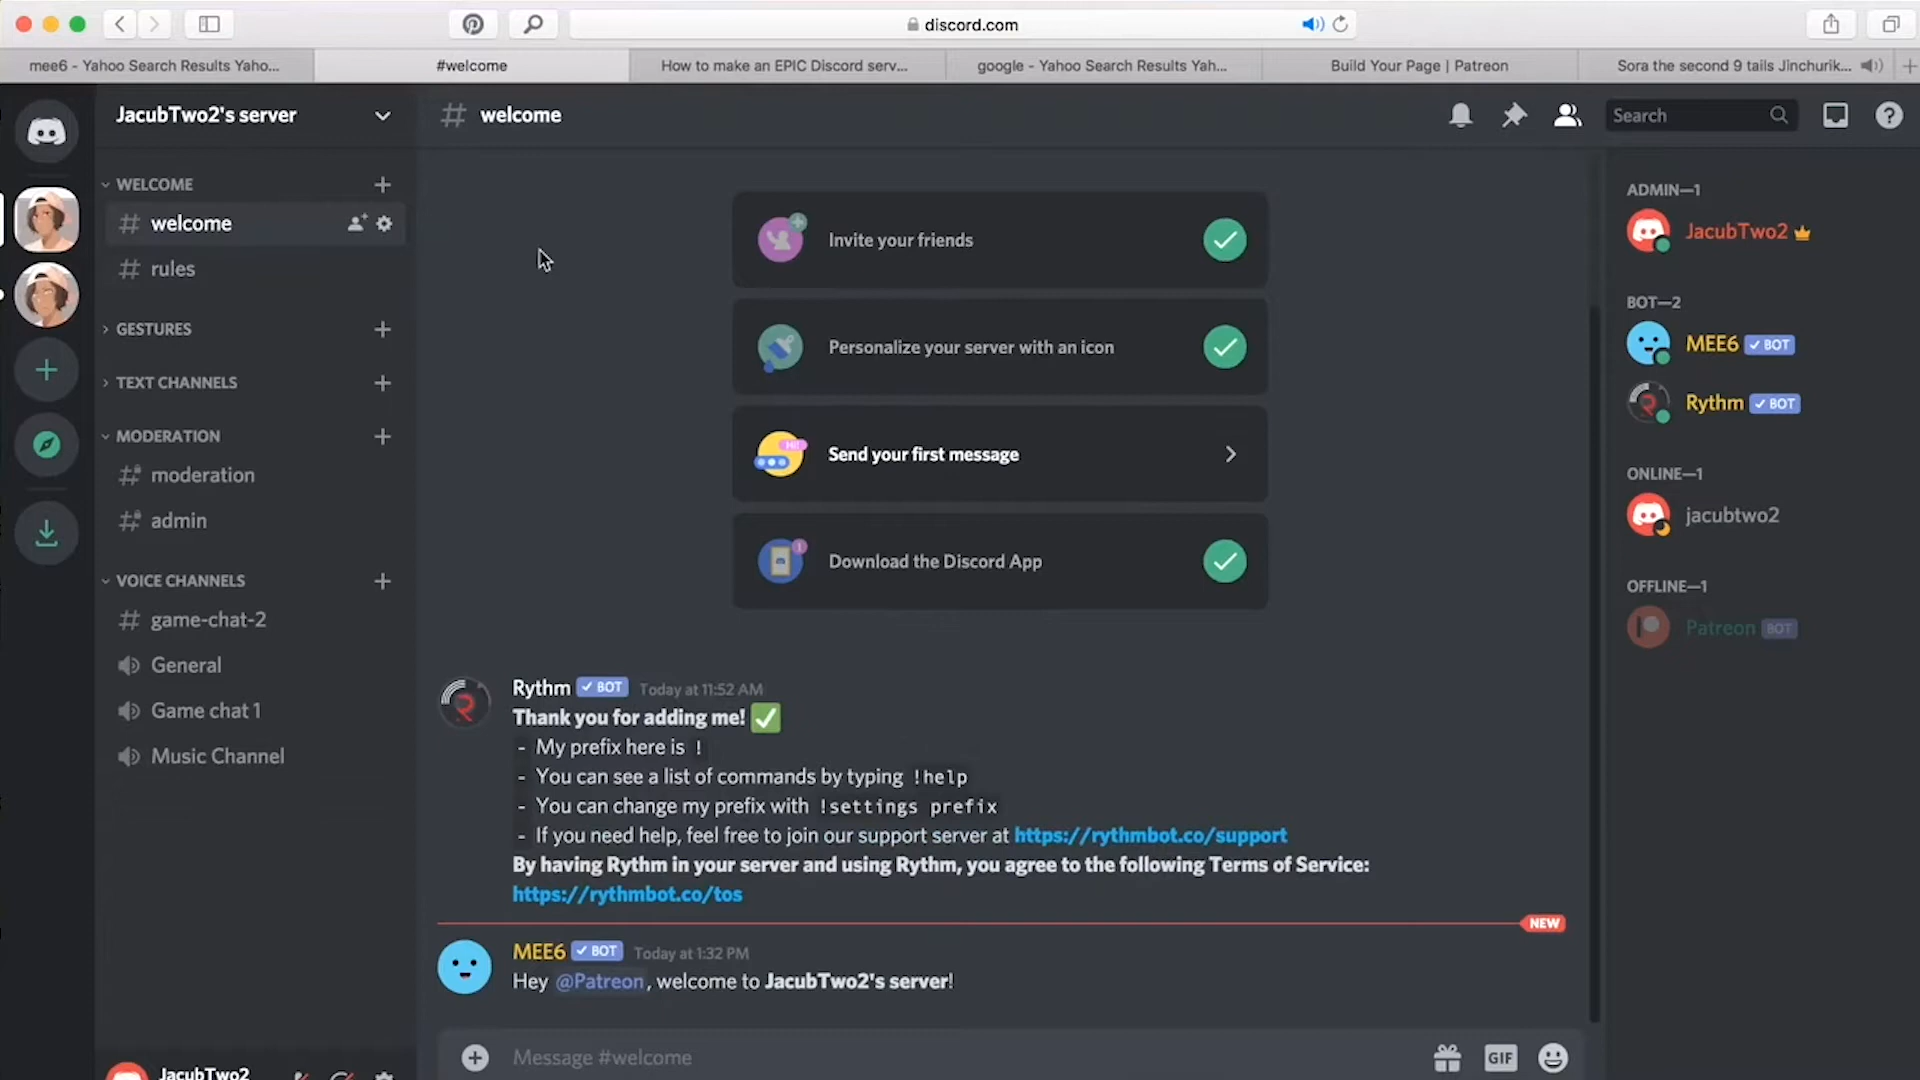 discord.com
mee6 - Yahoo Search Results Yaho...
#welcome
How to make an EPIC Discord serv...
google - Yahoo Search Results Yah...
Build Your Page | Patreon
Sora the second 9 tails Jinchurik...
JacubTwo2's server
WELCOME
welcome
rules
GESTURES
TEXT CHANNELS
MODERATION
moderation
admin
VOICE CHANNELS
game-chat-2
General
Game chat 1
Music Channel
JacubTwo2
# welcome
Search
Invite your friends
Personalize your server with an icon
Hi!
Send your first message
1
Download the Discord App
Rythm ✓ BOT Today at 11:52 AM
Thank you for adding me! ✅
- My prefix here is !
- You can see a list of commands by typing !help
- You can change my prefix with !settings prefix
- If you need help, feel free to join our support server at https://rythmbot.co/support
By having Rythm in your server and using Rythm, you agree to the following Terms of Service:
https://rythmbot.co/tos
NEW
MEE6 ✓ BOT Today at 1:32 PM
Hey @Patreon, welcome to JacubTwo2's server!
Message #welcome
GIF
ADMIN—1
JacubTwo2
BOT—2
MEE6 ✓ BOT
Rythm ✓ BOT
ONLINE—1
jacubtwo2
OFFLINE—1
Patreon BOT